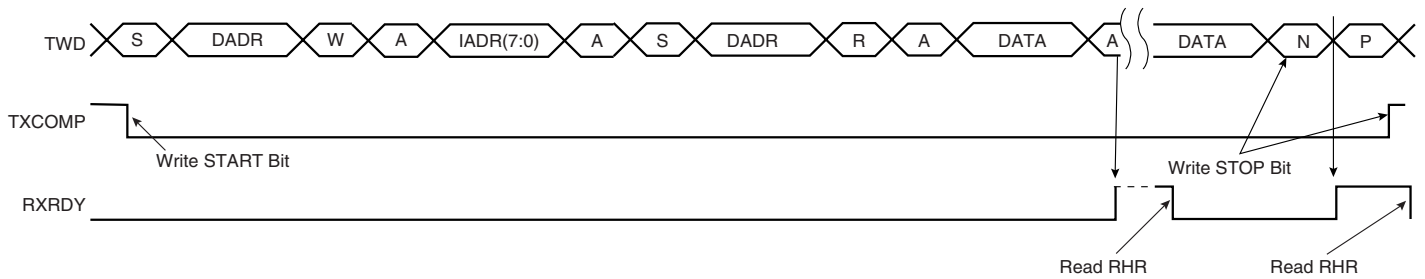 TWD S DADR W A IADR(7:0) A S DADR R A DATA A DATA N P
TXCOMP
Write START Bit
Write STOP Bit
RXRDY
Read RHR Read RHR